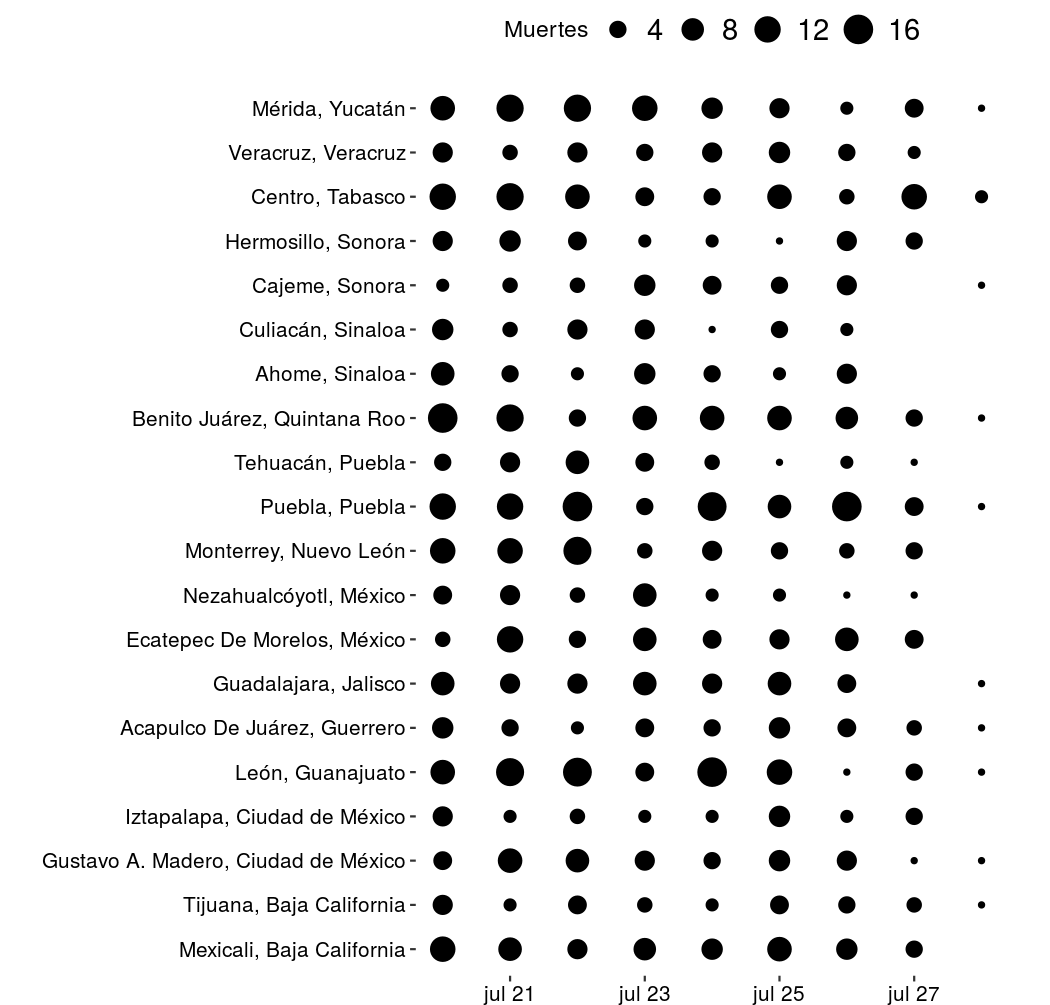 Muertes 4 8 12 16
Mérida, Yucatán
Veracruz, Veracruz
Centro, Tabasco
Hermosillo, Sonora
Cajeme, Sonora
Culiacán, Sinaloa
Ahome, Sinaloa
Benito Juárez, Quintana Roo
Tehuacán, Puebla
Puebla, Puebla
Monterrey, Nuevo León
Nezahualcóyotl, México
Ecatepec De Morelos, México
Guadalajara, Jalisco
Acapulco De Juárez, Guerrero
León, Guanajuato
Iztapalapa, Ciudad de México
Gustavo A. Madero, Ciudad de México
Tijuana, Baja California
Mexicali, Baja California
jul 21 jul 23 jul 25 jul 27